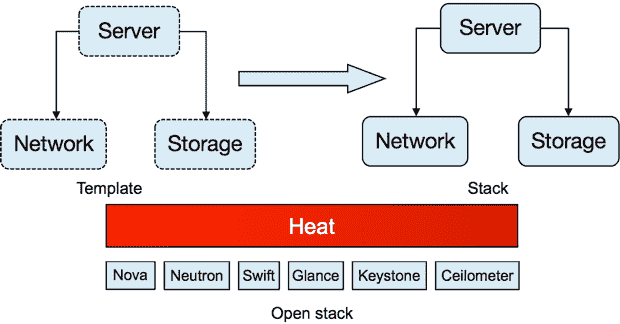 Server
Server
Network
Storage
Network
Storage
Template
Stack
Heat
Nova
Neutron
Swift
Glance
Keystone
Ceilometer
Open stack